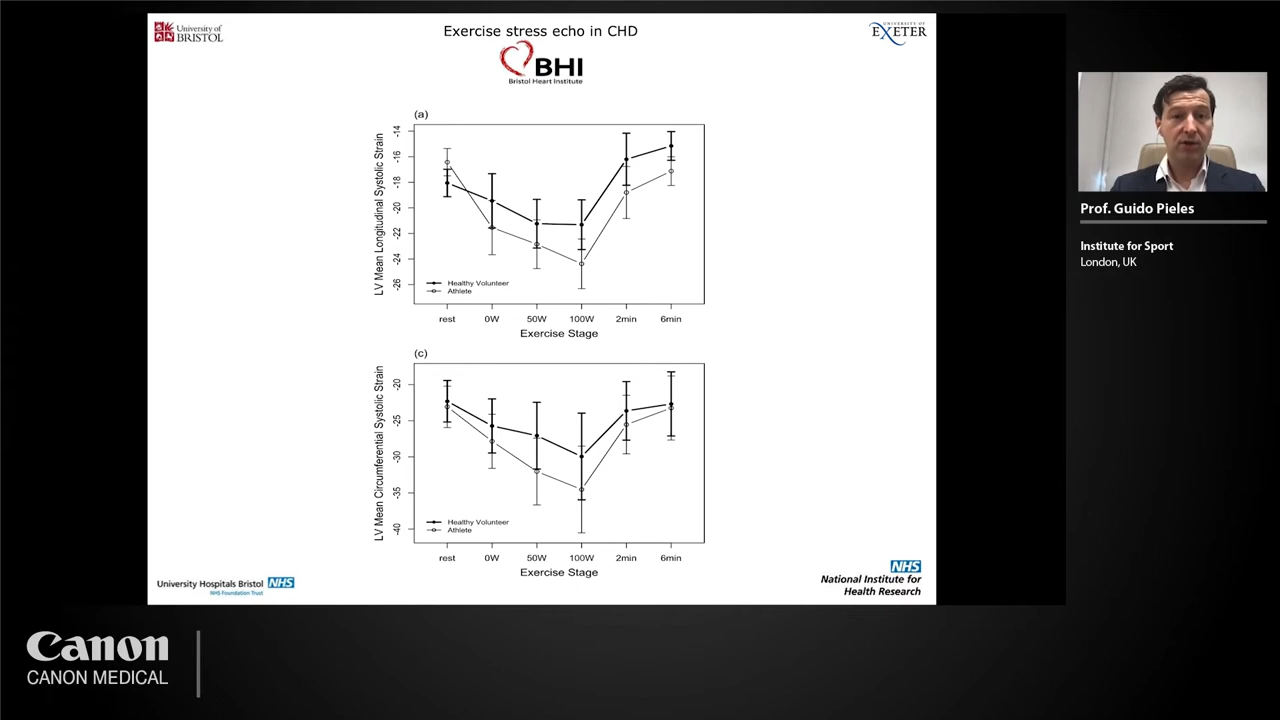 University of
BRISTOL
Exercise stress echo in CHD
BHI
Bristol Heart Institute
UNIVERSITY OF
EXETER
(a)
LV Mean Longitudinal Systolic Strain
-14
-16
-18
-20
-22
-24
-26
Healthy Volunteer
Athlete
rest 0W 50W 100W 2min 6min
Exercise Stage
(c)
LV Mean Circumferential Systolic Strain
-20
-25
-30
-35
-40
Healthy Volunteer
Athlete
rest 0W 50W 100W 2min 6min
Exercise Stage
University Hospitals Bristol NHS
NHS Foundation Trust
NHS
National Institute for
Health Research
Prof. Guido Pieles
Institute for Sport
London, UK
Canon
CANON MEDICAL